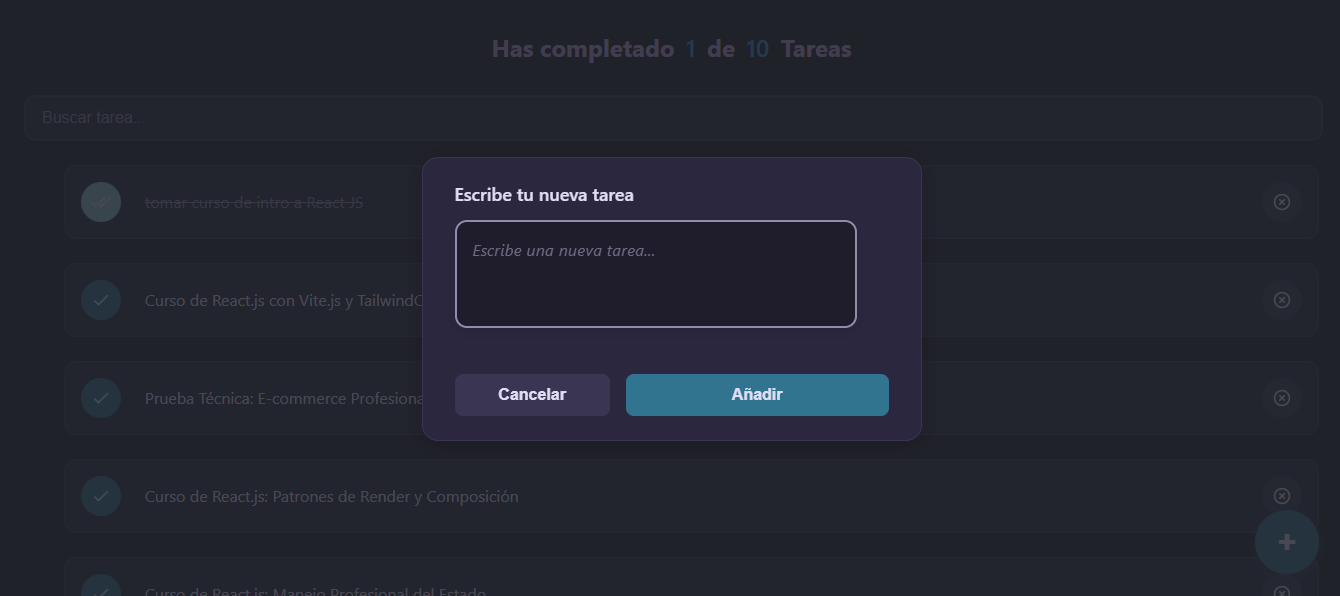 Has completado 1 de 10 Tareas
Buscar tarea...
tomar curso de intro a React JS
Escribe tu nueva tarea
Escribe una nueva tarea...
Curso de React.js con Vite.js y
Prueba Técnica: E-commerce
Cancelar Añadir
Curso de React.js: Patrones de Render y Composición
Curso de React.js: Manejo Profesional del Estado